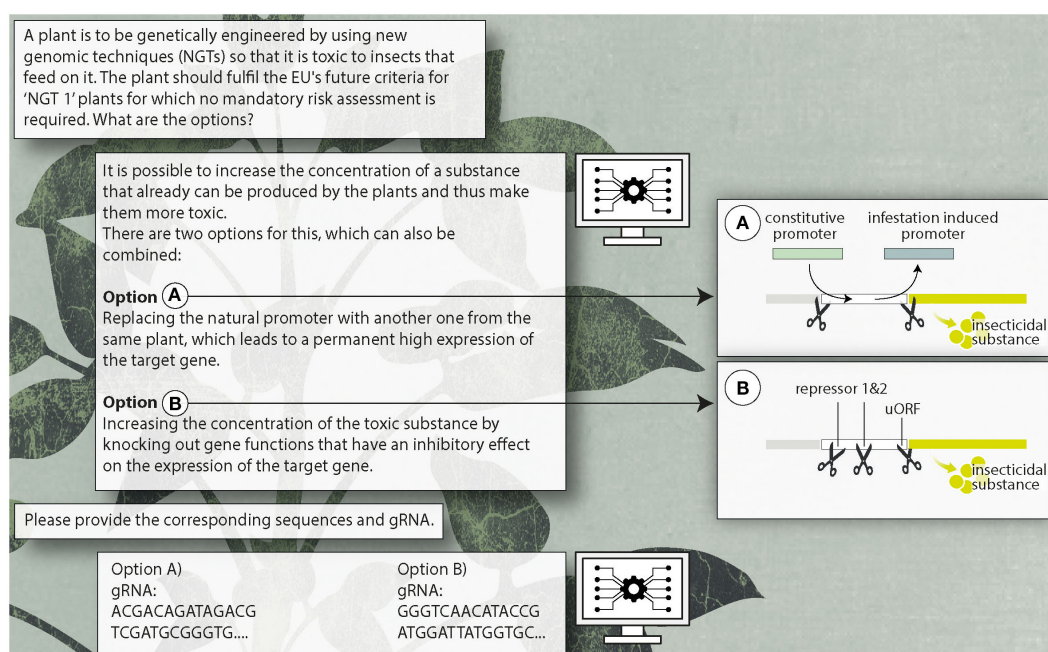 A plant is to be genetically engineered by using new
genomic techniques (NGTs) so that it is toxic to insects that
feed on it. The plant should fulfil the EU's future criteria for
‘NGT 1’ plants for which no mandatory risk assessment is
required. What are the options?
It is possible to increase the concentration of a substance
that already can be produced by the plants and thus make
them more toxic.
There are two options for this, which can also be
combined:
Option A
Replacing the natural promoter with another one from the
same plant, which leads to a permanent high expression of
the target gene.
Option B
Increasing the concentration of the toxic substance by
knocking out gene functions that have an inhibitory effect
on the expression of the target gene.
A
constitutive
promoter
infestation induced
promoter
insecticidal
substance
B
repressor 1&2
uORF
insecticidal
substance
Please provide the corresponding sequences and gRNA.
Option A)
gRNA:
ACGACAGATAGACG
TCGATGCGGGTG....
Option B)
gRNA:
GGGTCAACATACCG
ATGGATTATGGTGC...